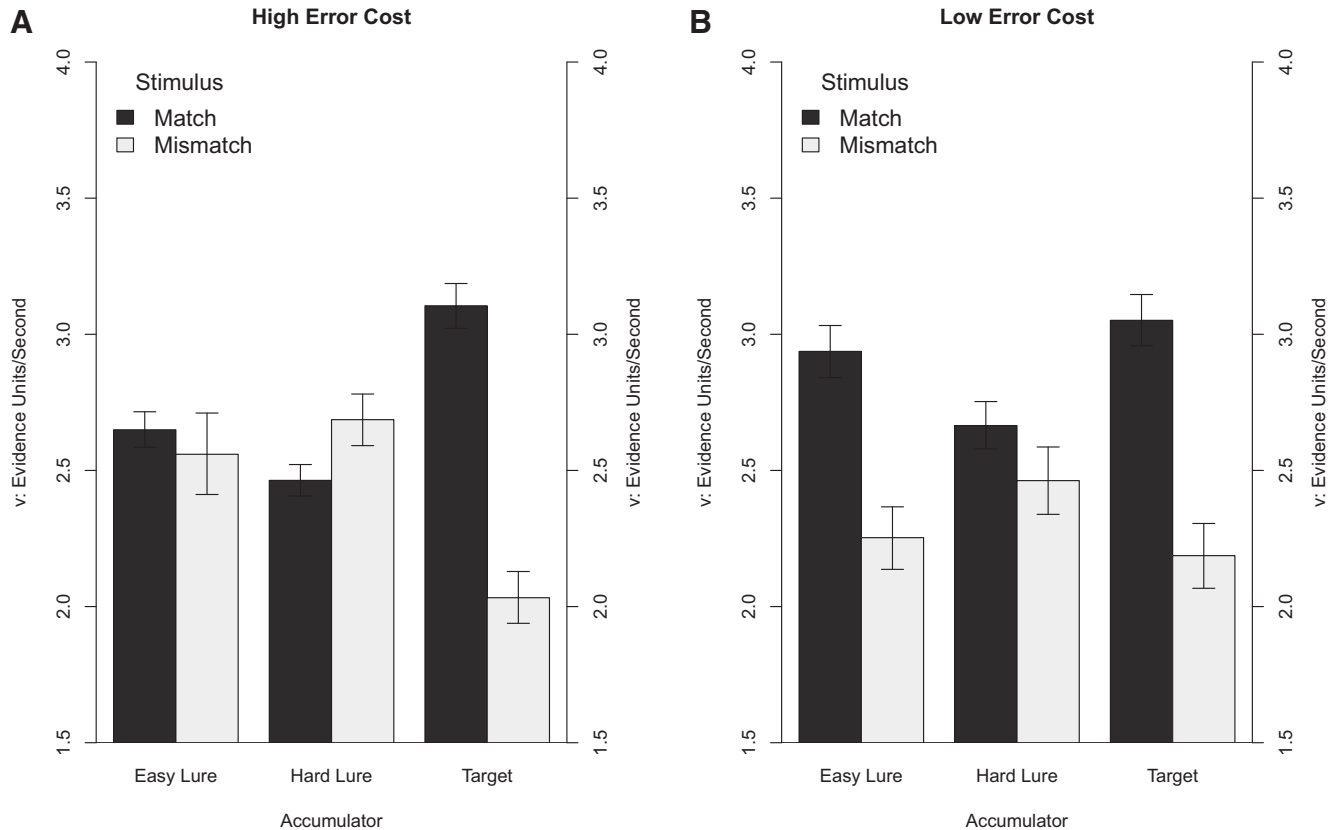 A
High Error Cost
Stimulus
Match
Mismatch
v: Evidence Units/Second
4.0
3.5
3.0
2.5
2.0
1.5
4.0
3.5
3.0
2.5
2.0
1.5
v: Evidence Units/Second
Easy Lure
Hard Lure
Target
Accumulator
B
Low Error Cost
Stimulus
Match
Mismatch
v: Evidence Units/Second
4.0
3.5
3.0
2.5
2.0
1.5
4.0
3.5
3.0
2.5
2.0
1.5
v: Evidence Units/Second
Easy Lure
Hard Lure
Target
Accumulator